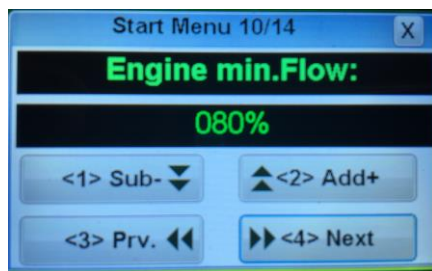 Start Menu 10/14 X
Engine min.Flow:
080%
<1> Sub- <2> Add+
<3> Prv. <4> Next